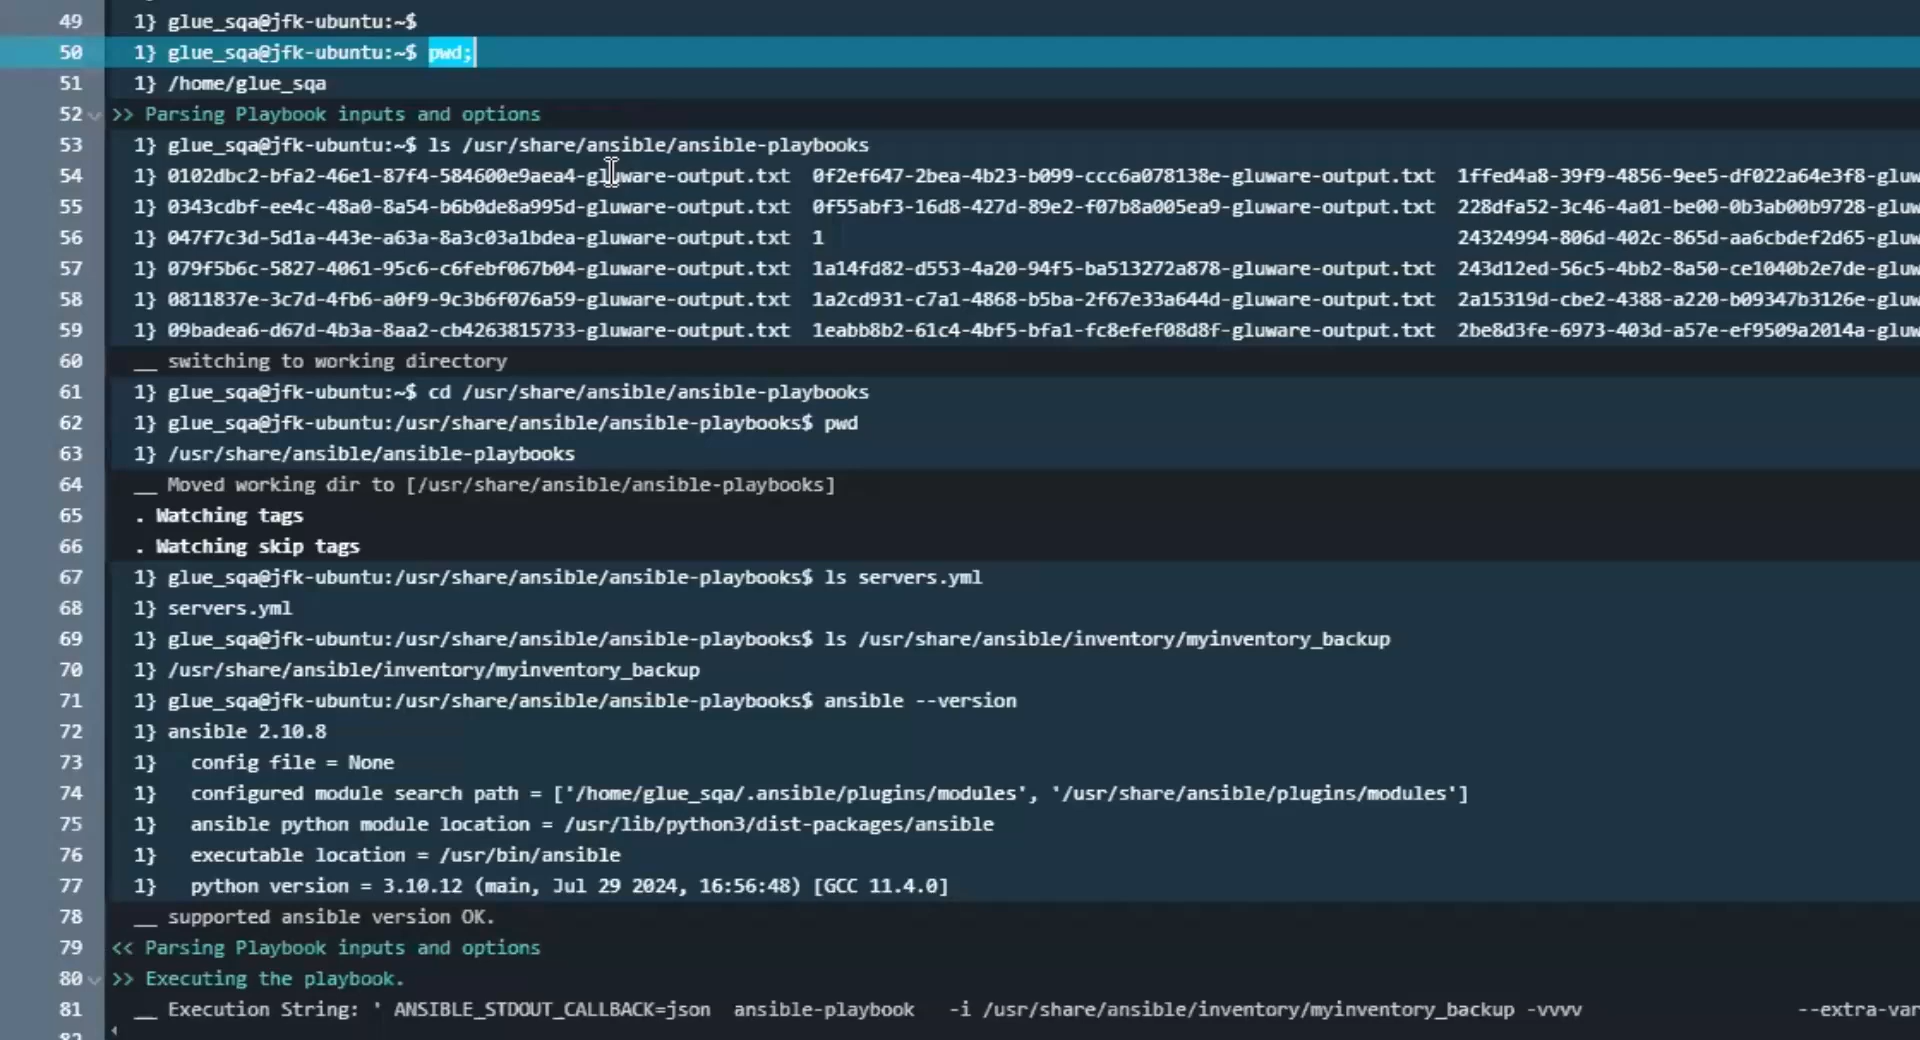 49 1} glue_sqa@jfk-ubuntu:~$
50 1} glue_sqa@jfk-ubuntu:~$ pwd;
51 1} /home/glue_sqa
52 >> Parsing Playbook inputs and options
53 1} glue_sqa@jfk-ubuntu:~$ ls /usr/share/ansible/ansible-playbooks
54 1} 0102dbc2-bfa2-46e1-87f4-584600e9aea4-gluware-output.txt 0f2ef647-2bea-4b23-b099-ccc6a078138e-gluware-output.txt 1ffed4a8-39f9-4856-9ee5-df022a64e3f8-gluw
55 1} 0343cdbf-ee4c-48a0-8a54-b6b0de8a995d-gluware-output.txt 0f55abf3-16d8-427d-89e2-f07b8a005ea9-gluware-output.txt 228dfa52-3c46-4a01-be00-0b3ab00b9728-gluw
56 1} 047f7c3d-5d1a-443e-a63a-8a3c03a1bdea-gluware-output.txt 1 24324994-806d-402c-865d-aa6cbdef2d65-gluw
57 1} 079f5b6c-5827-4061-95c6-c6febf067b04-gluware-output.txt 1a14fd82-d553-4a20-94f5-ba513272a878-gluware-output.txt 243d12ed-56c5-4bb2-8a50-ce1040b2e7de-gluw
58 1} 0811837e-3c7d-4fb6-a0f9-9c3b6f076a59-gluware-output.txt 1a2cd931-c7a1-4868-b5ba-2f67e33a644d-gluware-output.txt 2a15319d-cbe2-4388-a220-b09347b3126e-gluw
59 1} 09badea6-d67d-4b3a-8aa2-cb4263815733-gluware-output.txt 1eabb8b2-61c4-4bf5-bfa1-fc8efef08d8f-gluware-output.txt 2be8d3fe-6973-403d-a57e-ef9509a2014a-gluw
60 __ switching to working directory
61 1} glue_sqa@jfk-ubuntu:~$ cd /usr/share/ansible/ansible-playbooks
62 1} glue_sqa@jfk-ubuntu:/usr/share/ansible/ansible-playbooks$ pwd
63 1} /usr/share/ansible/ansible-playbooks
64 __ Moved working dir to [/usr/share/ansible/ansible-playbooks]
65 . Watching tags
66 . Watching skip tags
67 1} glue_sqa@jfk-ubuntu:/usr/share/ansible/ansible-playbooks$ ls servers.yml
68 1} servers.yml
69 1} glue_sqa@jfk-ubuntu:/usr/share/ansible/ansible-playbooks$ ls /usr/share/ansible/inventory/myinventory_backup
70 1} /usr/share/ansible/inventory/myinventory_backup
71 1} glue_sqa@jfk-ubuntu:/usr/share/ansible/ansible-playbooks$ ansible --version
72 1} ansible 2.10.8
73 1} config file = None
74 1} configured module search path = ['/home/glue_sqa/.ansible/plugins/modules', '/usr/share/ansible/plugins/modules']
75 1} ansible python module location = /usr/lib/python3/dist-packages/ansible
76 1} executable location = /usr/bin/ansible
77 1} python version = 3.10.12 (main, Jul 29 2024, 16:56:48) [GCC 11.4.0]
78 __ supported ansible version OK.
79 << Parsing Playbook inputs and options
80 >> Executing the playbook.
81 __ Execution String: ' ANSIBLE_STDOUT_CALLBACK=json ansible-playbook -i /usr/share/ansible/inventory/myinventory_backup -vvvv --extra-var